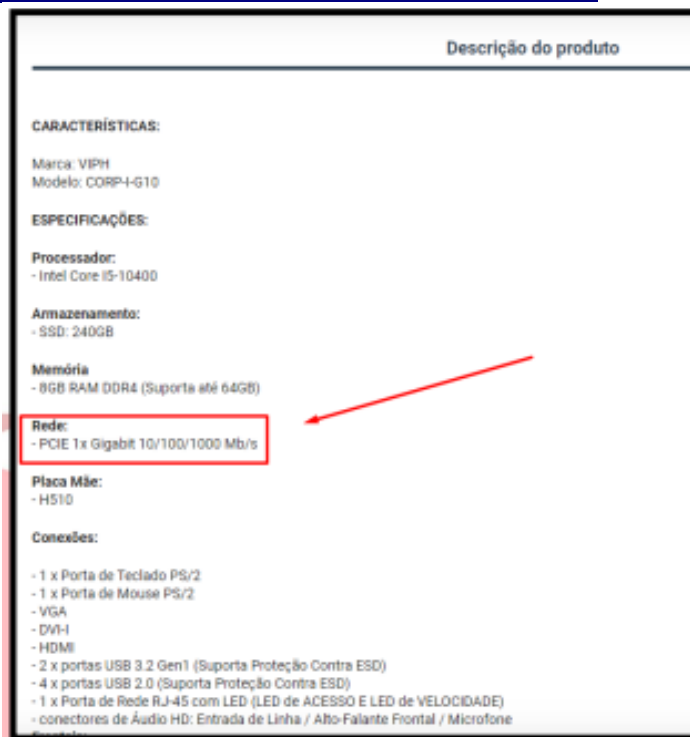 Descrição do produto
CARACTERÍSTICAS:
Marca: VIPH
Modelo: CORP-I-G10
ESPECIFICAÇÕES:
Processador:
- Intel Core I5-10400
Armazenamento:
- SSD: 240GB
Memória
- 8GB RAM DDR4 (Suporta até 64GB)
Rede:
- PCIE 1x Gigabit 10/100/1000 Mb/s
Placa Mãe:
- H510
Conexões:
- 1 x Porta de Teclado PS/2
- 1 x Porta de Mouse PS/2
- VGA
- DVI-I
- HDMI
- 2 x portas USB 3.2 Gen1 (Suporta Proteção Contra ESD)
- 4 x portas USB 2.0 (Suporta Proteção Contra ESD)
- 1 x Porta de Rede RJ-45 com LED (LED de ACESSO E LED de VELOCIDADE)
- conectores de Áudio HD: Entrada de Linha / Alto-Falante Frontal / Microfone